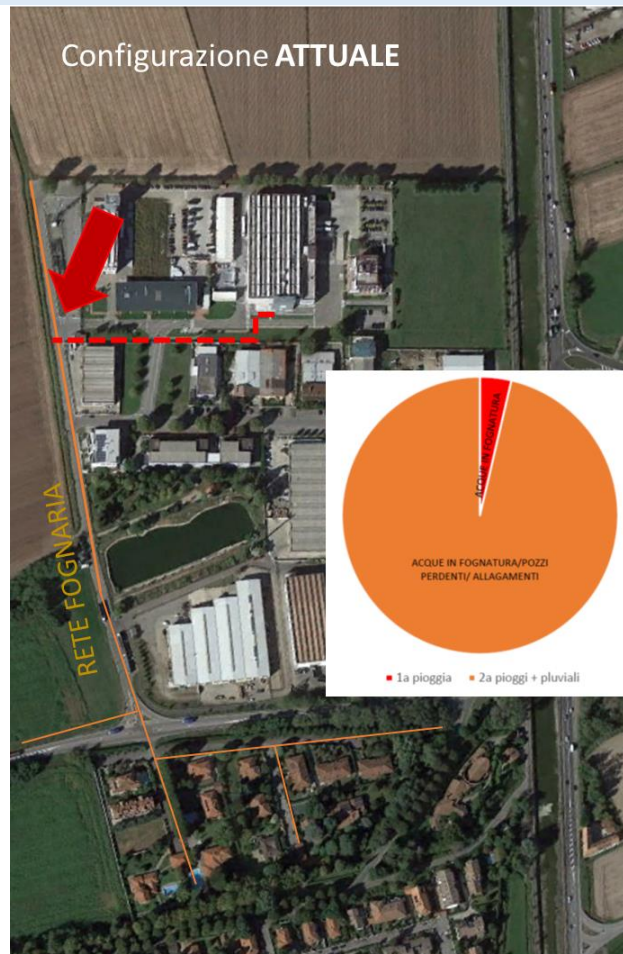 Configurazione ATTUALE
ACQUE IN FOGNATURA
ACQUE IN FOGNATURA/POZZI
PERDENTI/ ALLAGAMENTI
1a pioggia
2a pioggi + pluviali
RETE FOGNARIA